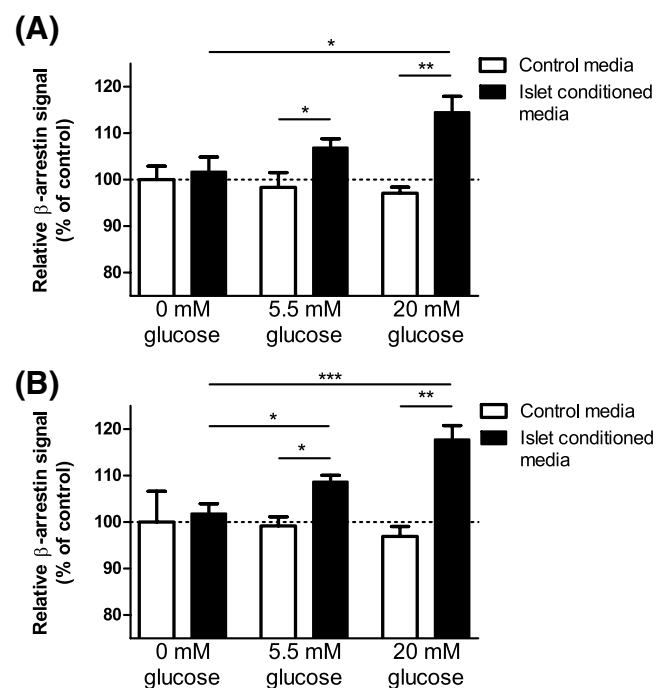 (A)
*
Control media
Islet conditioned
media
**
*
120
110
100
90
80
Relative β-arrestin signal
(% of control)
0 mM
glucose
5.5 mM
glucose
20 mM
glucose
(B)
***
Control media
Islet conditioned
media
*
**
*
120
110
100
90
80
Relative β-arrestin signal
(% of control)
0 mM
glucose
5.5 mM
glucose
20 mM
glucose